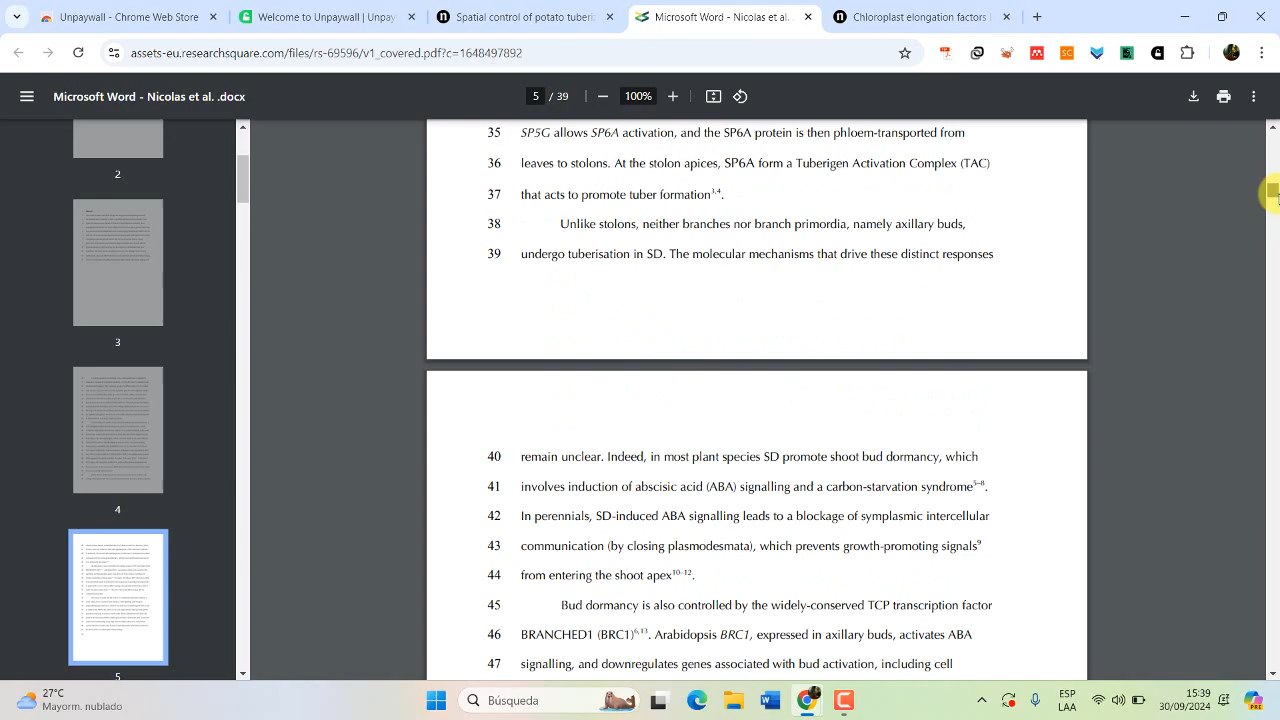 Unpaywall - Chrome Web Store
Welcome to Unpaywall | Unpayw
Spatial control of potato tuberi
Microsoft Word - Nicolas et al. .
Chloroplast elongation factors
assets-eu.researchsquare.com/files/rs-69596/v1_covered.pdf?c=1648497892
Microsoft Word - Nicolas et al. .docx
5 / 39
100%
2
3
4
5
35 SP5G allows SP6A activation, and the SP6A protein is then phloem-transported from
36 leaves to stolons. At the stolon apices, SP6A form a Tuberigen Activation Complex (TAC)
37 that acts to promote tuber formation3,4.
38 Unlike stolons, neither branches nor branch primordia, namely axillary buds,
39 undergo tuberisation in SD. The molecular mechanisms that drive these distinct responses
40 remain unclear. Indeed, in most plant species SD promote shoot bud dormancy, which
41 involves induction of abscisic acid (ABA) signalling and a carbon-starvation syndrome5–8.
42 In perennials, SD-induced ABA signalling leads to a blockage of symplasmic intercellular
43 communication (by closing plasmodesmata), growth promoting
44 the shoot apex10–12.
45 Bud dormancy is also controlled by the TCP transcription factor
46 BRANCHED1 (BRC1) . Arabidopsis BRC1, expressed in axillary buds, activates ABA
47 signalling, and downregulates genes associated with bud activation, including cell
27°C
Mayorm. nublado
Búsqueda
ESP
LAA
15:39
30/09/2024